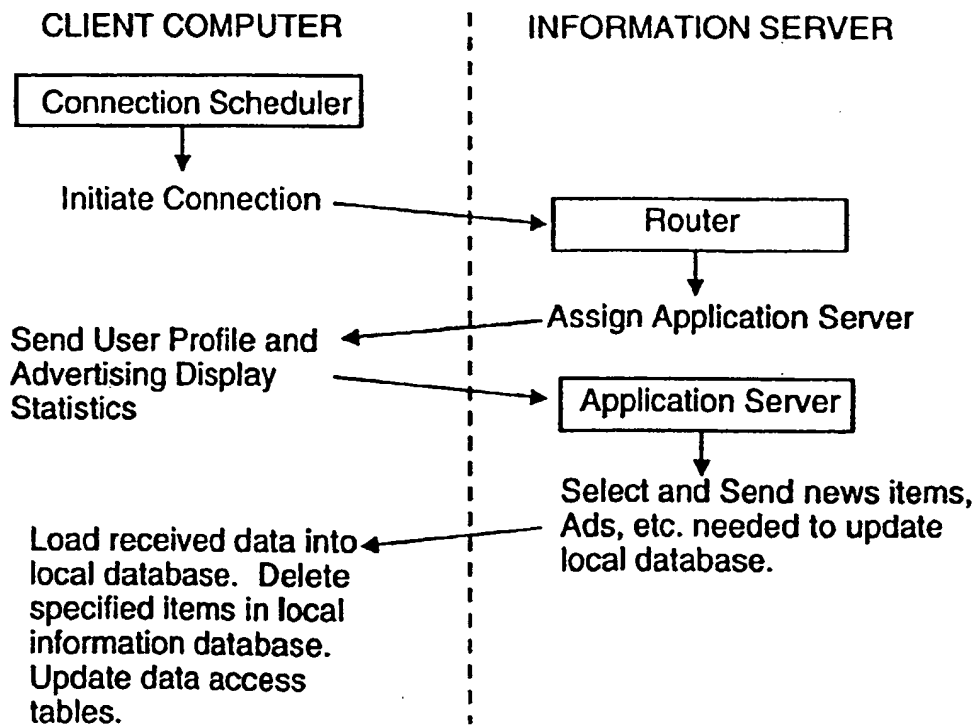 CLIENT COMPUTER
INFORMATION SERVER
Connection Scheduler
Initiate Connection
Router
Assign Application Server
Send User Profile and
Advertising Display
Statistics
Application Server
Select and Send news items,
Ads, etc. needed to update
local database.
Load received data into
local database. Delete
specified items in local
information database.
Update data access
tables.